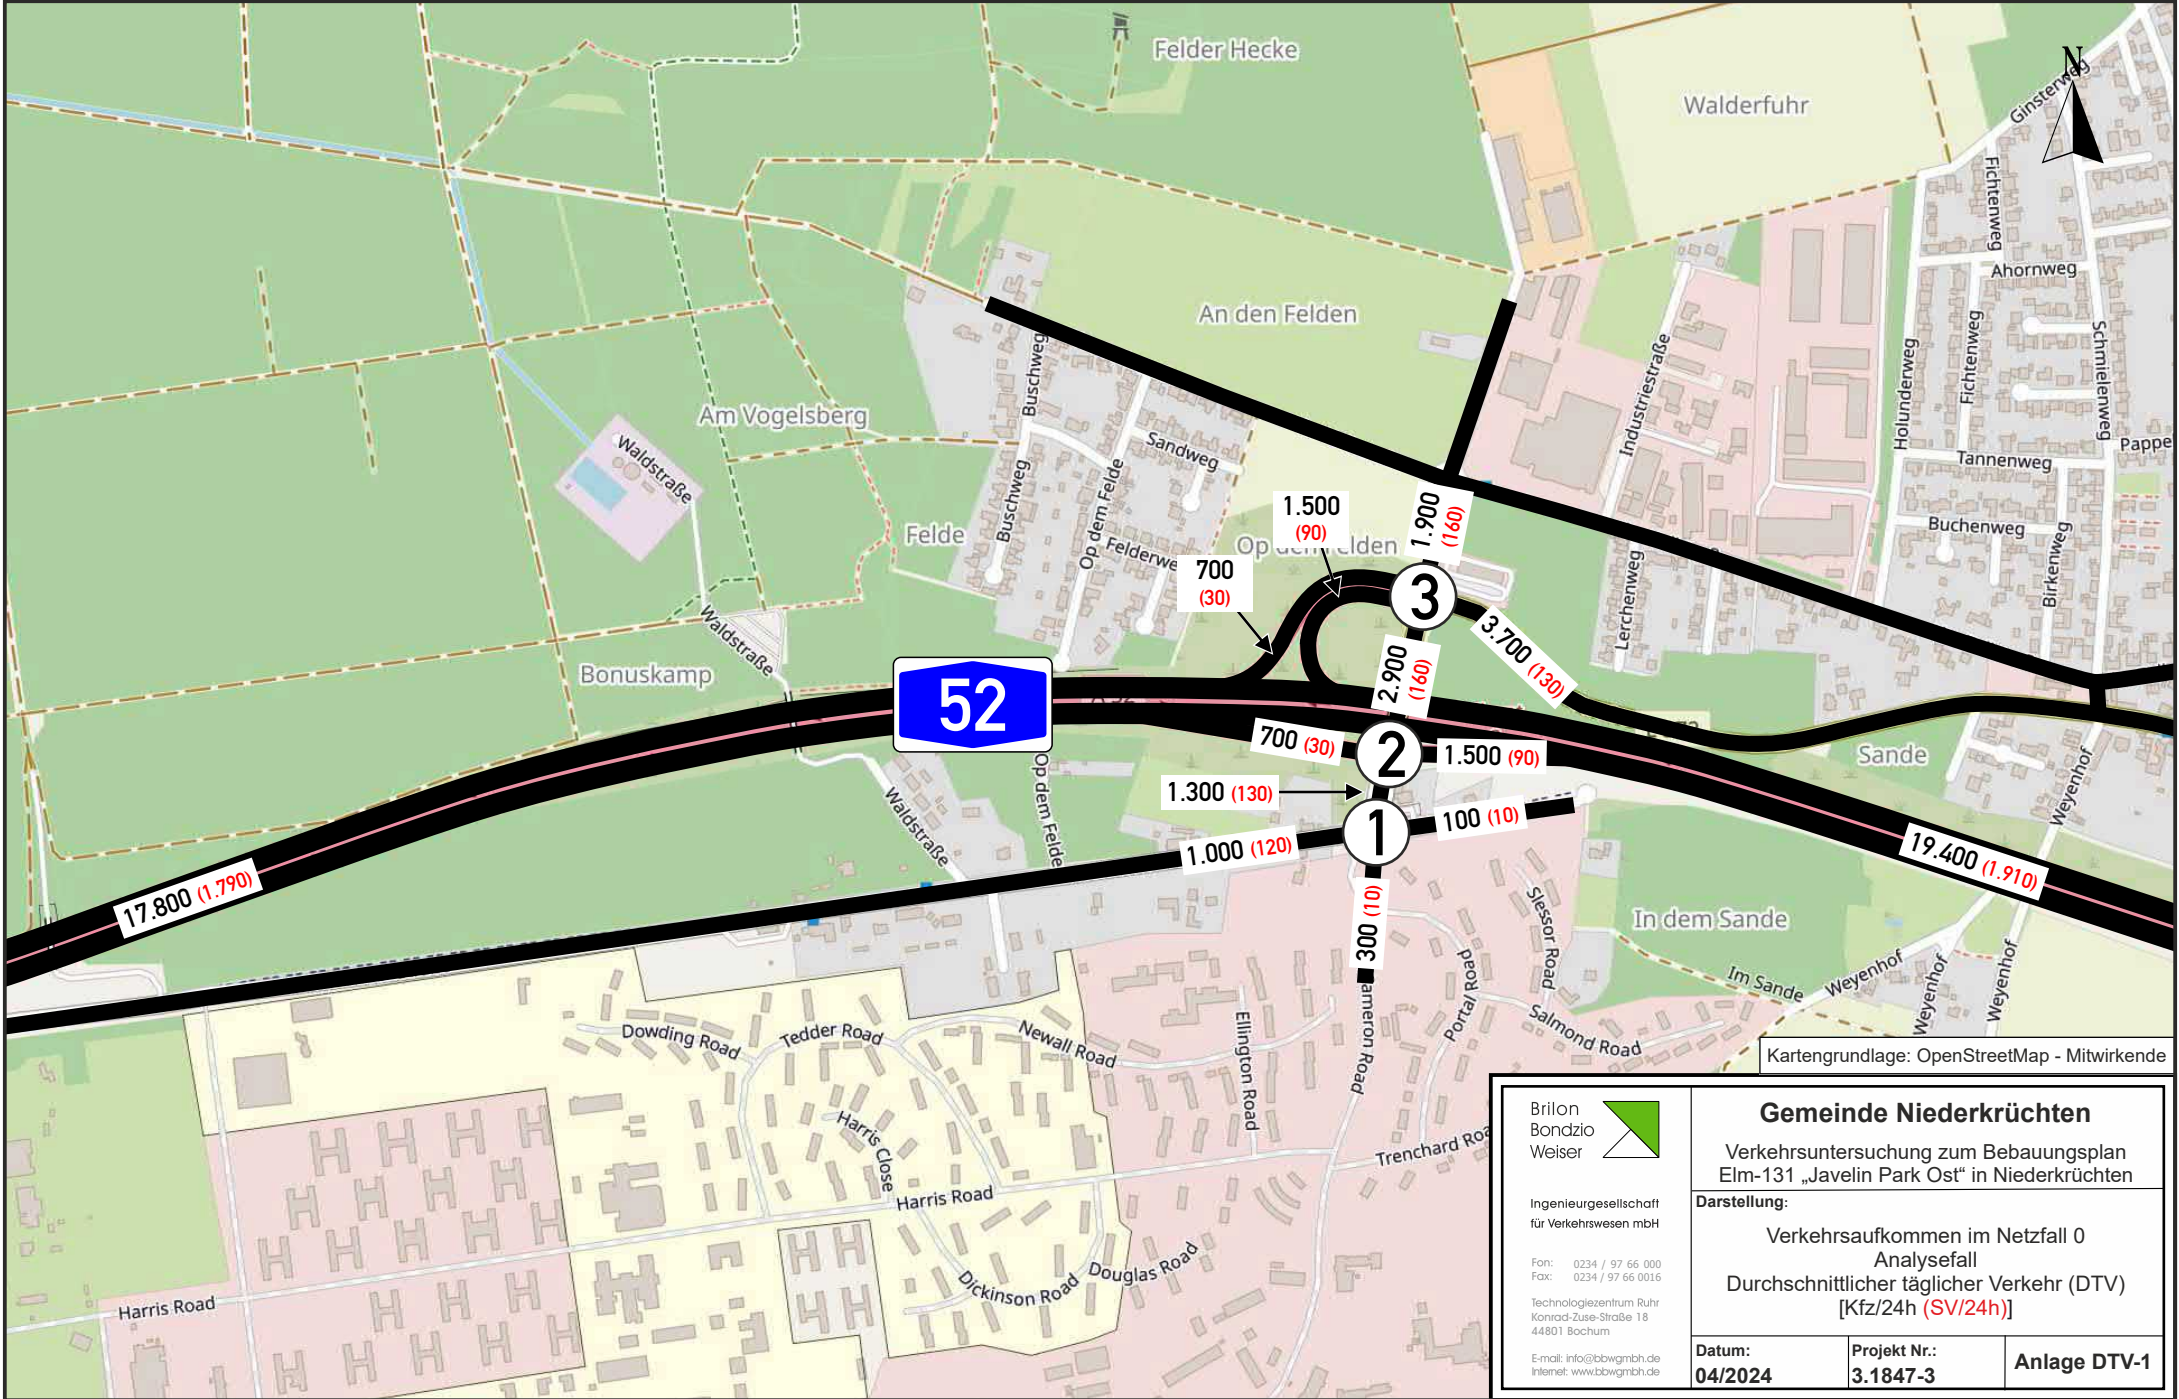 Felder Hecke
N
Ginsterweg
Walderfuhr
Fichtenweg
Ahornweg
An den Felden
Buschweg
Industriestraße
Holunderweg
Fichtenweg
Schmielenweg
Am Vogelsberg
Waldstraße
Sandweg
Pappe
Tannenweg
Buschweg
Op dem Felde
1.500
(90)
1.900
(160)
Buchenweg
Felde
Felderwe
Birkenweg
700
(30)
3
Lerchenweg
Waldstraße
3.700 (130)
2.900
(160)
Bonuskamp
52
700 (30)
2
1.500 (90)
Sande
Op dem Felde
1.300 (130)
Weyenhof
Waldstraße
1.000 (120)
1
100 (10)
19.400 (1.910)
17.800 (1.790)
300 (10)
Slessor Road
In dem Sande
Portal Road
Im Sande
Weyenhof
Weyenhof
Weyenhof
Dowding Road
Tedder Road
Newall Road
Ellington Road
ameron Road
Salmond Road
Kartengrundlage: OpenStreetMap - Mitwirkende
Harris Close
Trenchard Roa
Harris Road
Douglas Road
Dickinson Road
Harris Road
Brilon
Bondzio
Weiser
Ingenieurgesellschaft
für Verkehrswesen mbH
Fon: 0234 / 97 66 000
Fax: 0234 / 97 66 0016
Technologiezentrum Ruhr
Konrad-Zuse-Straße 18
44801 Bochum
E-mail: info@bbwgmbh.de
Internet: www.bbwgmbh.de
Gemeinde Niederkrüchten
Verkehrsuntersuchung zum Bebauungsplan
Elm-131 „Javelin Park Ost“ in Niederkrüchten
Darstellung:
Verkehrsaufkommen im Netzfall 0
Analysefall
Durchschnittlicher täglicher Verkehr (DTV)
[Kfz/24h (SV/24h)]
Datum:
04/2024
Projekt Nr.:
3.1847-3
Anlage DTV-1